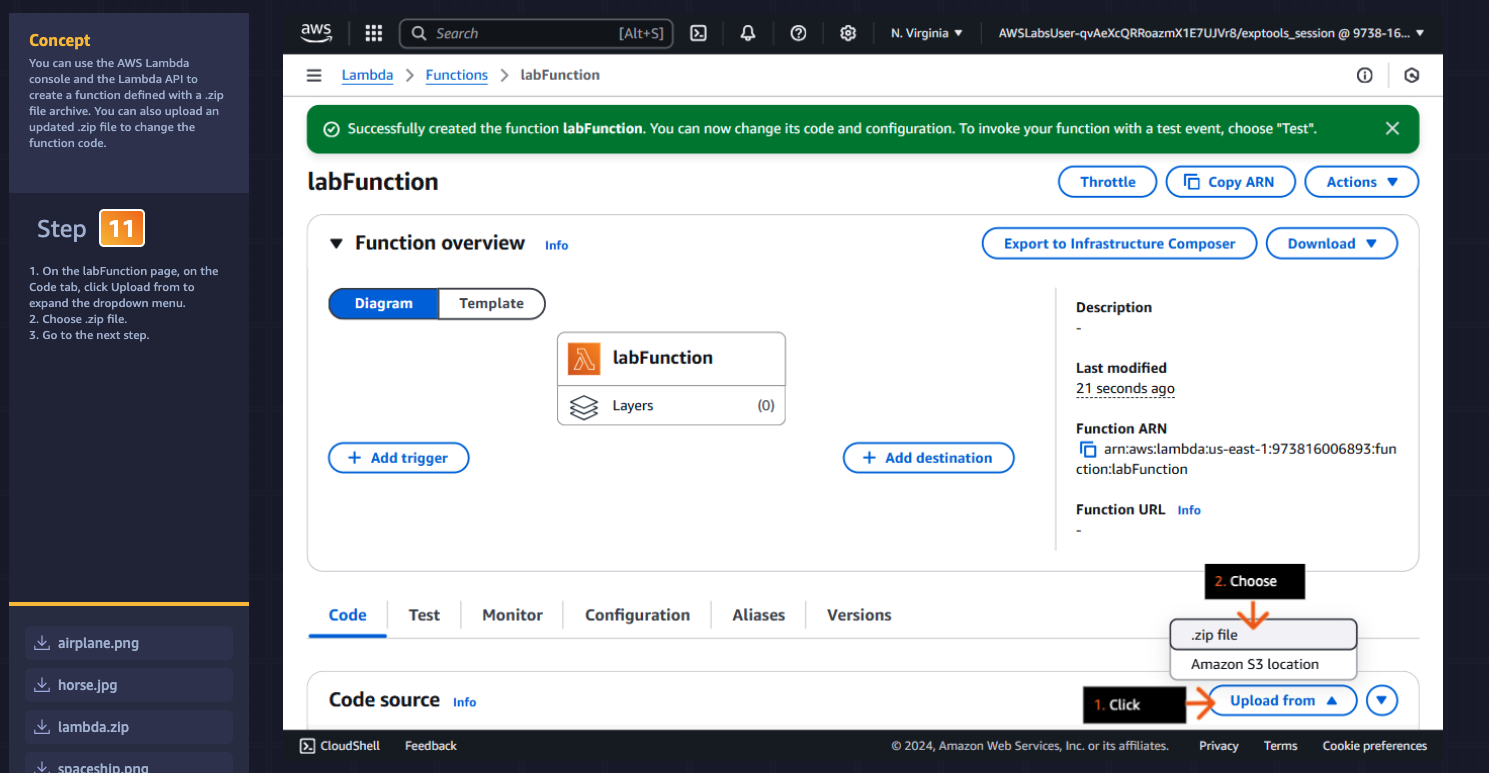 Concept
You can use the AWS Lambda
console and the Lambda API to
create a function defined with a .zip
file archive. You can also upload an
updated .zip file to change the
function code.
Step 11
1. On the labFunction page, on the
Code tab, click Upload from to
expand the dropdown menu.
2. Choose .zip file.
3. Go to the next step.
airplane.png
horse.jpg
lambda.zip
spaceship.png
aws
Search [Alt+S]
N. Virginia
AWSLabsUser-qvAeXcQRRoazmX1E7UJVr8/exptools_session @ 9738-16...
Lambda > Functions > labFunction
Successfully created the function labFunction. You can now change its code and configuration. To invoke your function with a test event, choose "Test".
labFunction
Throttle
Copy ARN
Actions
Function overview Info
Export to Infrastructure Composer
Download
Diagram
Template
labFunction
Layers (0)
+ Add trigger
+ Add destination
Description
-
Last modified
21 seconds ago
Function ARN
arn:aws:lambda:us-east-1:973816006893:fun
ction:labFunction
Function URL Info
-
2. Choose
Code Test Monitor Configuration Aliases Versions
.zip file
Amazon S3 location
Code source Info
1. Click
Upload from
CloudShell Feedback
© 2024, Amazon Web Services, Inc. or its affiliates. Privacy Terms Cookie preferences